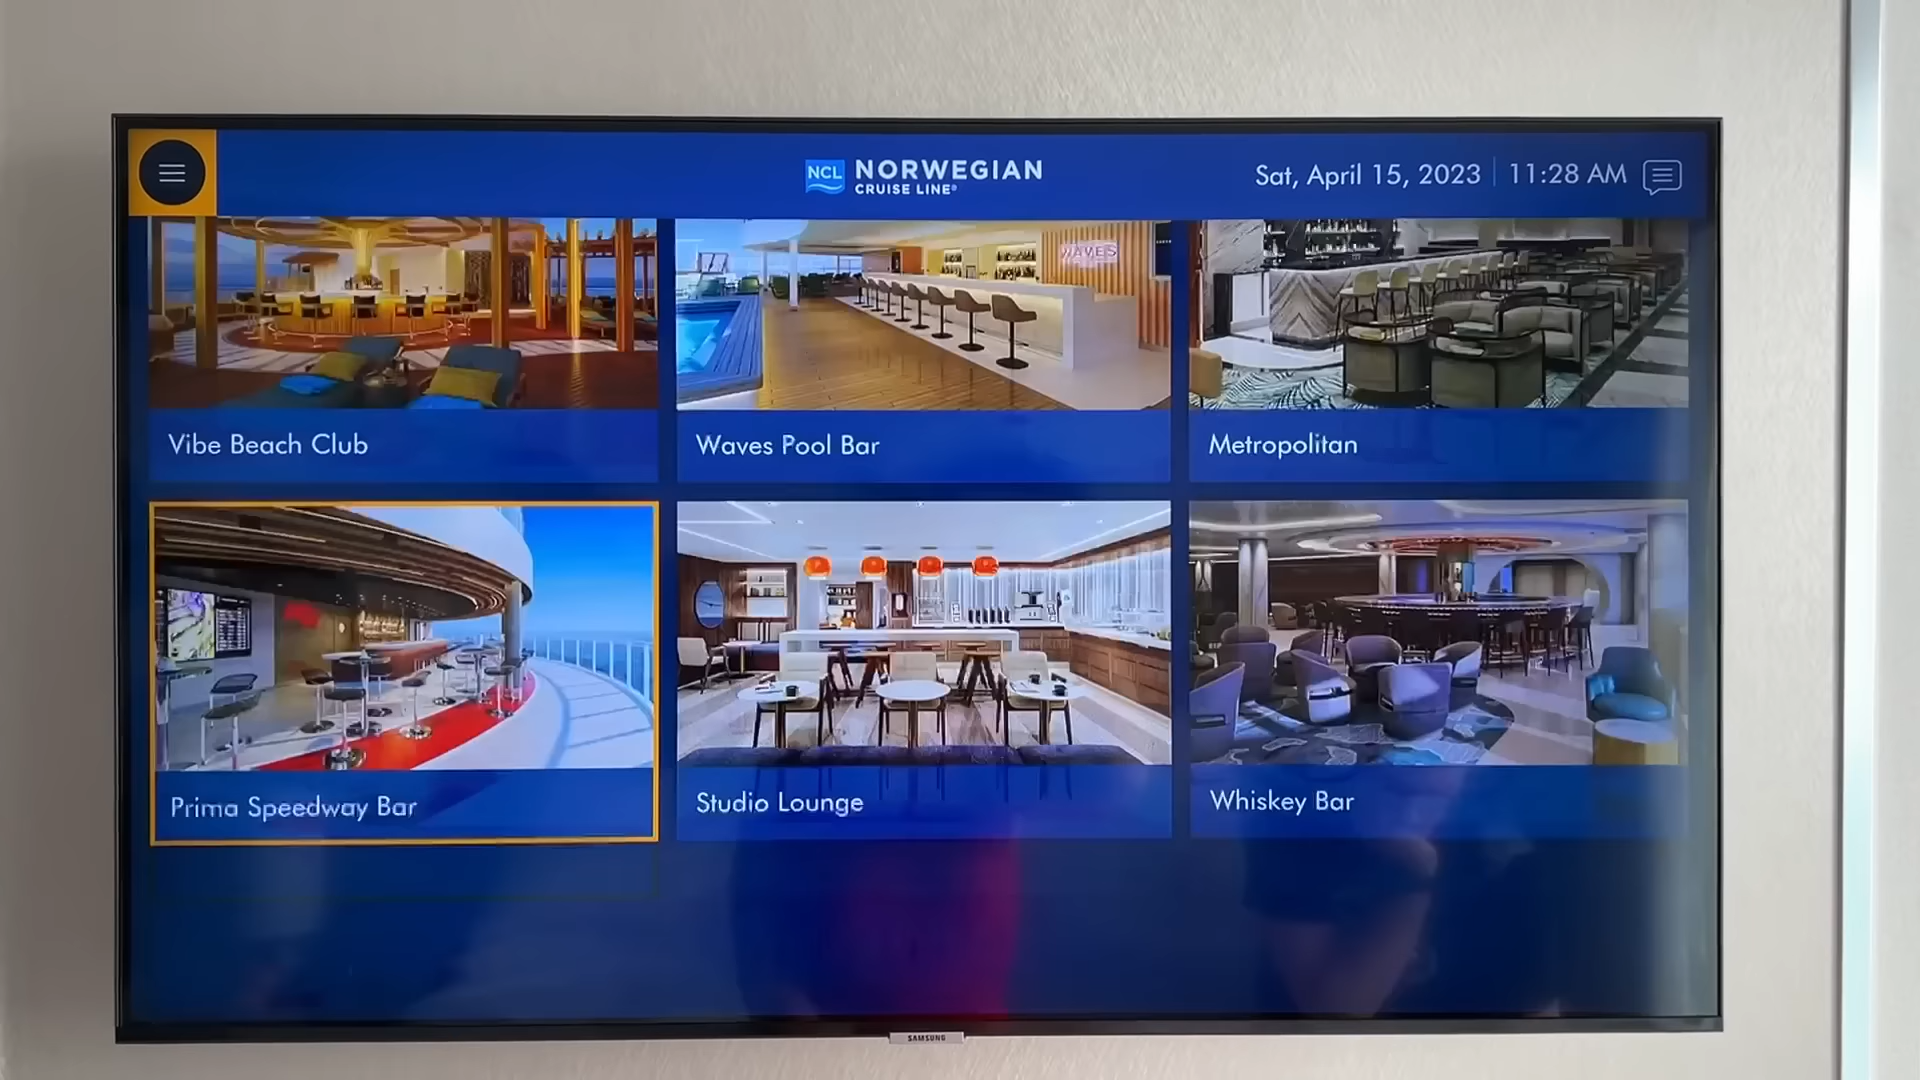 NCL NORWEGIAN
CRUISE LINE®
Sat, April 15, 2023 | 11:28 AM
WAVES
Vibe Beach Club
Waves Pool Bar
Metropolitan
Prima Speedway Bar
Studio Lounge
Whiskey Bar
SAMSUNG